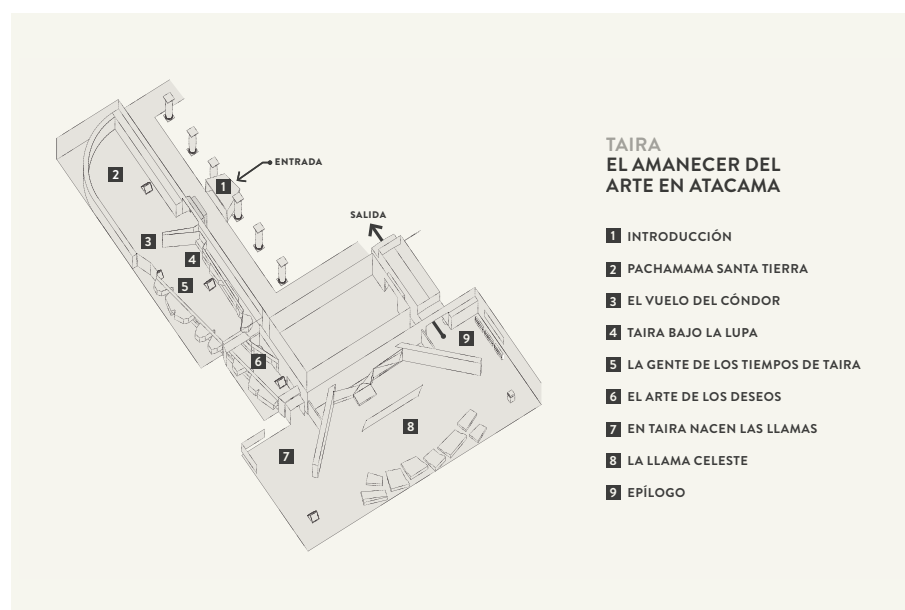 TAIRA
EL AMANECER DEL
ARTE EN ATACAMA
1 INTRODUCCIÓN
2 PACHAMAMA SANTA TIERRA
3 EL VUELO DEL CÓNDOR
4 TAIRA BAJO LA LUPA
5 LA GENTE DE LOS TIEMPOS DE TAIRA
6 EL ARTE DE LOS DESEOS
7 EN TAIRA NACEN LAS LLAMAS
8 LA LLAMA CELESTE
9 EPÍLOGO
ENTRADA
1
2
SALIDA
3
4
5
9
6
8
7